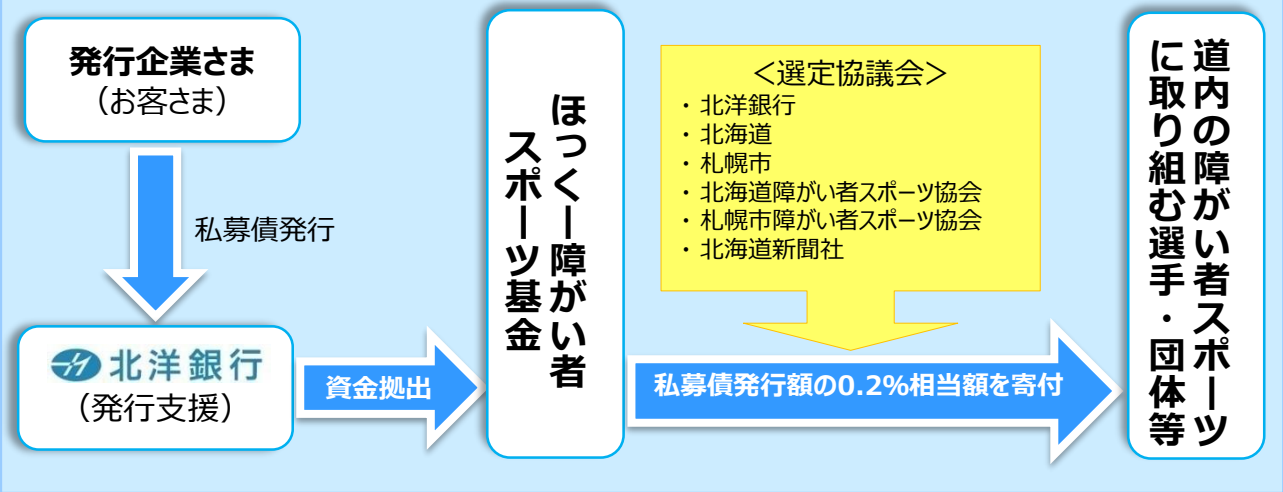 発行企業さま
（お客さま）
私募債発行
北洋銀行
（発行支援）
資金拠出
ほっくー障がい者
スポーツ基金
＜選定協議会＞
・北洋銀行
・北海道
・札幌市
・北海道障がい者スポーツ協会
・札幌市障がい者スポーツ協会
・北海道新聞社
私募債発行額の0.2%相当額を寄付
道内の障がい者スポーツ
に取り組む選手・団体等